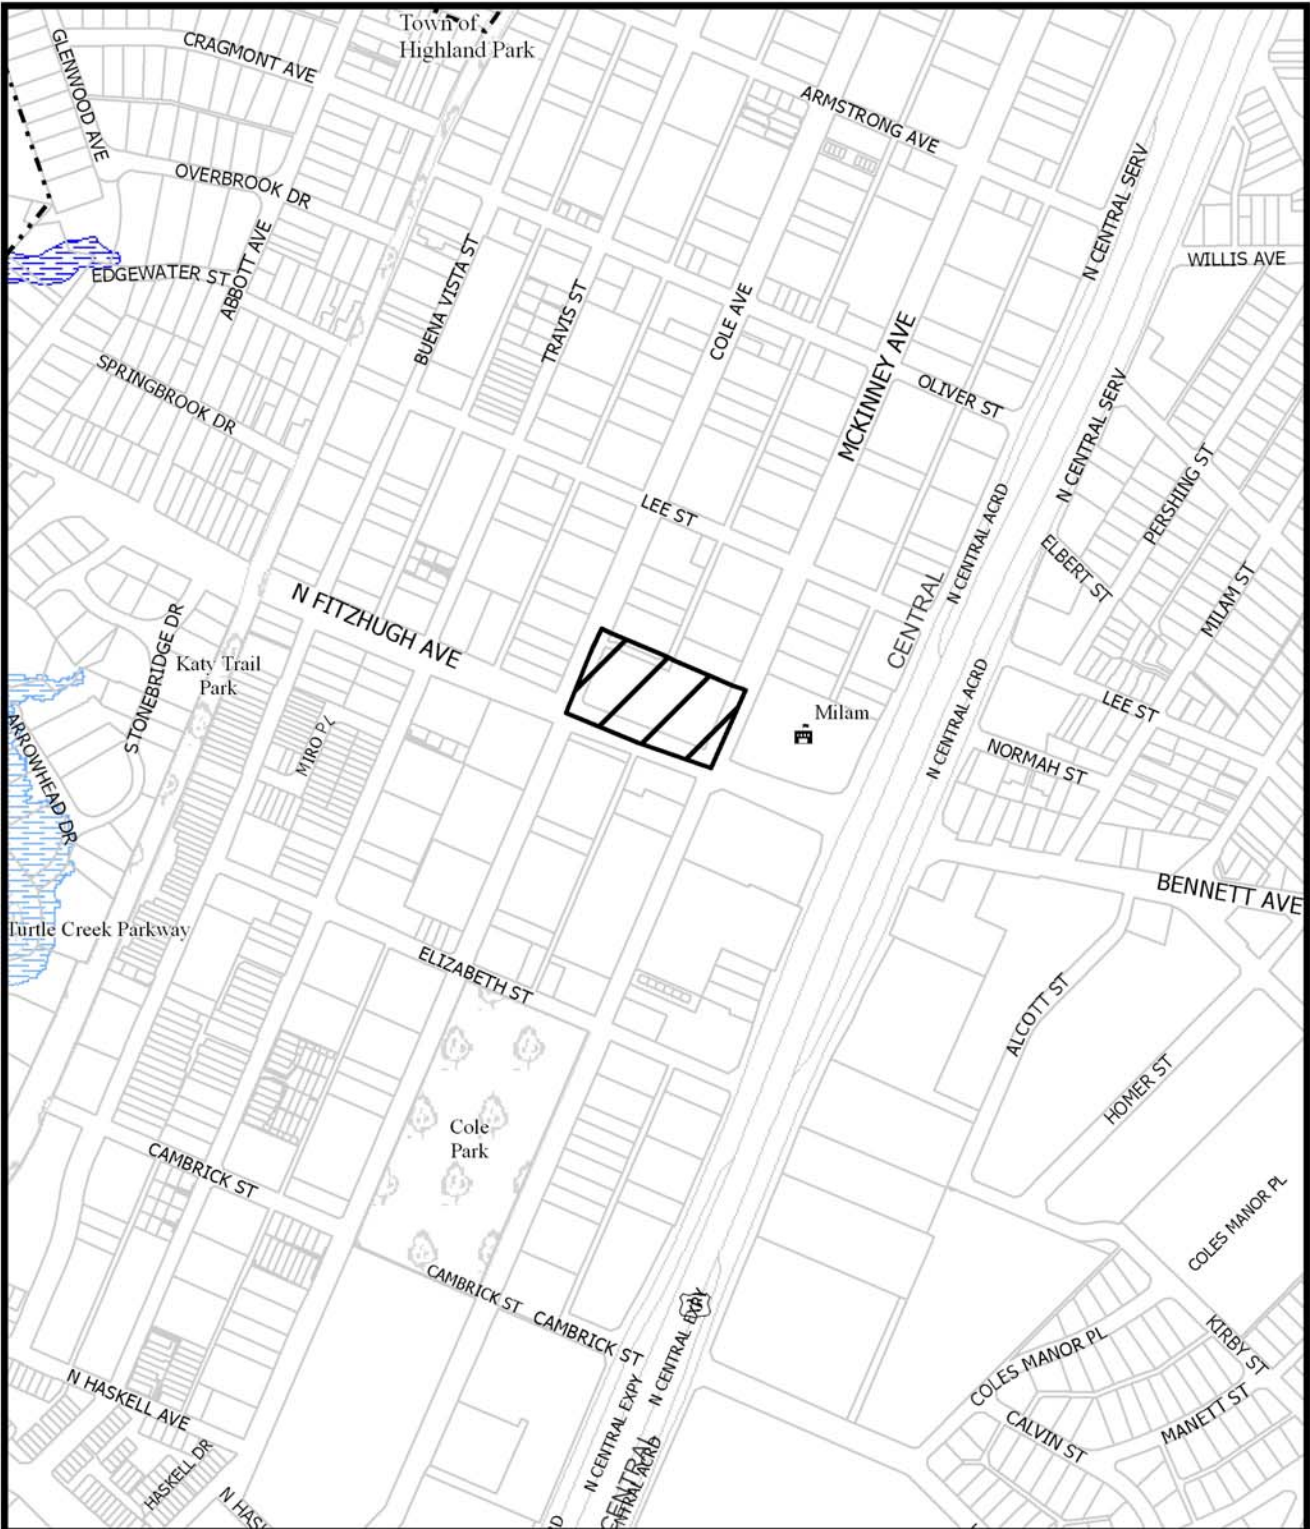 Town of
Highland Park
CRAGMONT AVE
GLENWOOD AVE
ARMSTRONG AVE
OVERBROOK DR
N CENTRAL SERV
WILLIS AVE
EDGEWATER ST
ABBOTT AVE
BUENA VISTA ST
TRAVIS ST
COLE AVE
MCKINNEY AVE
SPRINGBROOK DR
OLIVER ST
N CENTRAL SERV
PERSHING ST
LEE ST
N CENTRAL ACRD
ELBERT ST
MILAM ST
N FITZHUGH AVE
CENTRAL
STONEBRIDGE DR
Katy Trail
Park
N CENTRAL ACRD
LEE ST
ARROWHEAD DR
MIRO PL
Milam
NORMAH ST
BENNETT AVE
Turtle Creek Parkway
ELIZABETH ST
ALCOTT ST
HOMER ST
Cole
Park
CAMBRICK ST
COLES MANOR PL
CAMBRICK ST
CAMBRICK ST
N CENTRAL EXPY
COLES MANOR PL
KIRBY ST
N HASKELL AVE
N CENTRAL EXPY
CALVIN ST
MANETT ST
HASKELL DR
CENTRAL